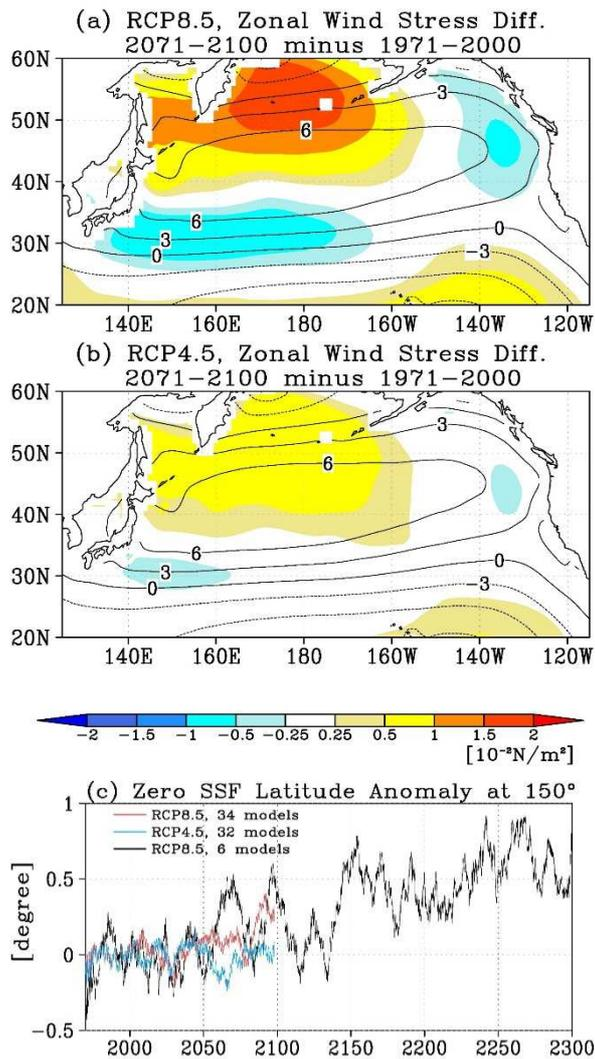 (a) RCP8.5, Zonal Wind Stress Diff.
2071−2100 minus 1971−2000
60N
50N
40N
30N
20N
3
6
6
3
0
0
−3
140E 160E 180 160W 140W 120W
(b) RCP4.5, Zonal Wind Stress Diff.
2071−2100 minus 1971−2000
60N
50N
40N
30N
20N
3
6
6
3
0
0
−3
140E 160E 180 160W 140W 120W
−2 −1.5 −1 −0.5 −0.25 0.25 0.5 1 1.5 2
[10⁻²N/m²]
(c) Zero SSF Latitude Anomaly at 150°
1
0.5
0
−0.5
[degree]
RCP8.5, 34 models
RCP4.5, 32 models
RCP8.5, 6 models
2000 2050 2100 2150 2200 2250 2300